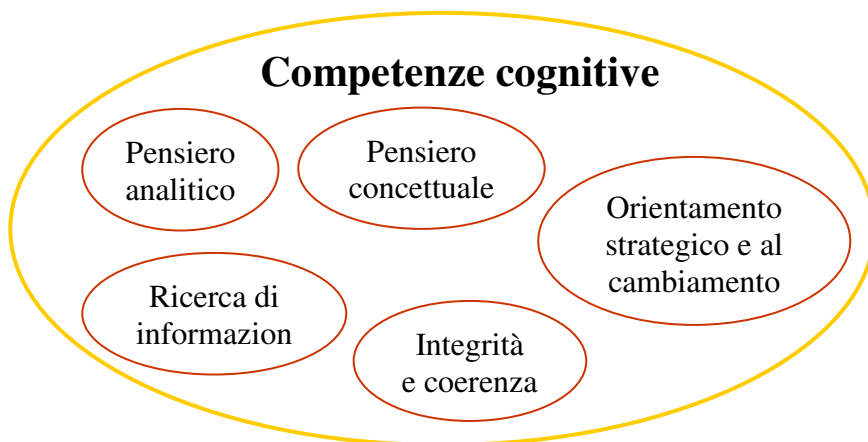 Competenze cognitive
Pensiero
analitico
Pensiero
concettuale
Orientamento
strategico e al
cambiamento
Ricerca di
informazion
Integrità
e coerenza